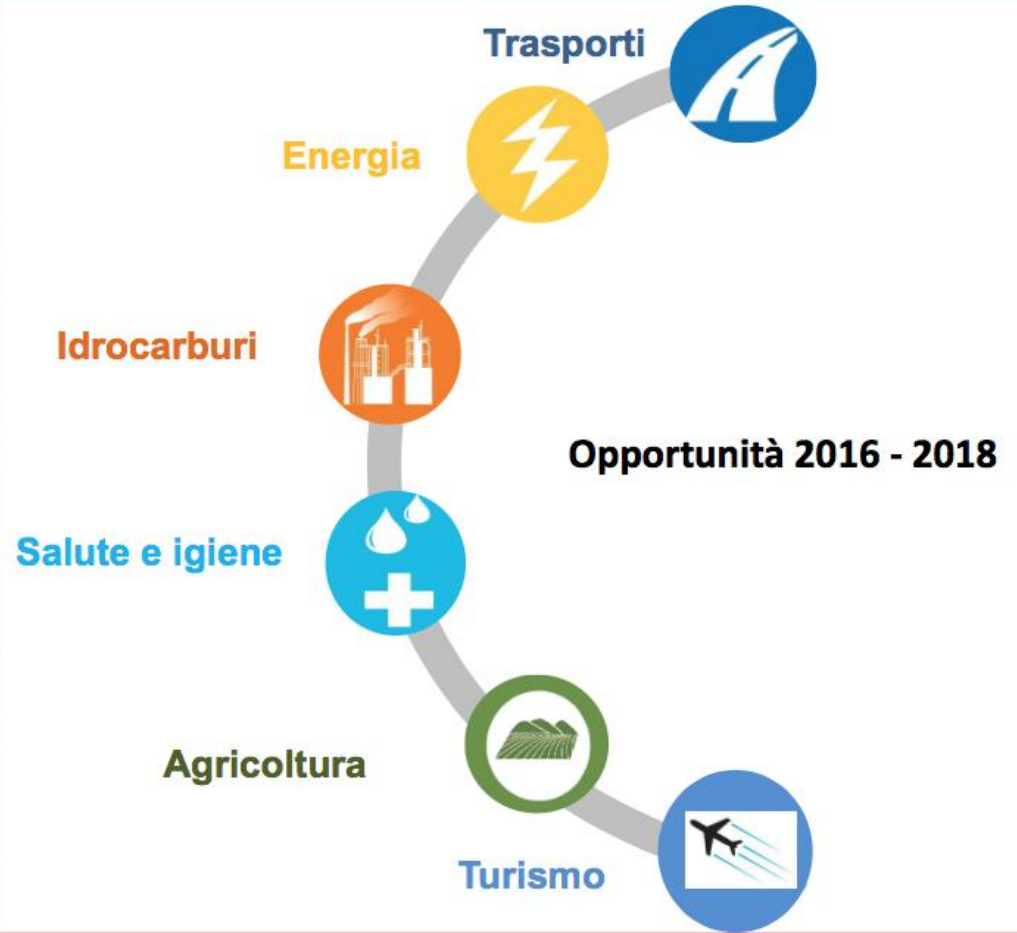 Trasporti
Energia
Idrocarburi
Opportunità 2016 - 2018
Salute e igiene
Agricoltura
Turismo